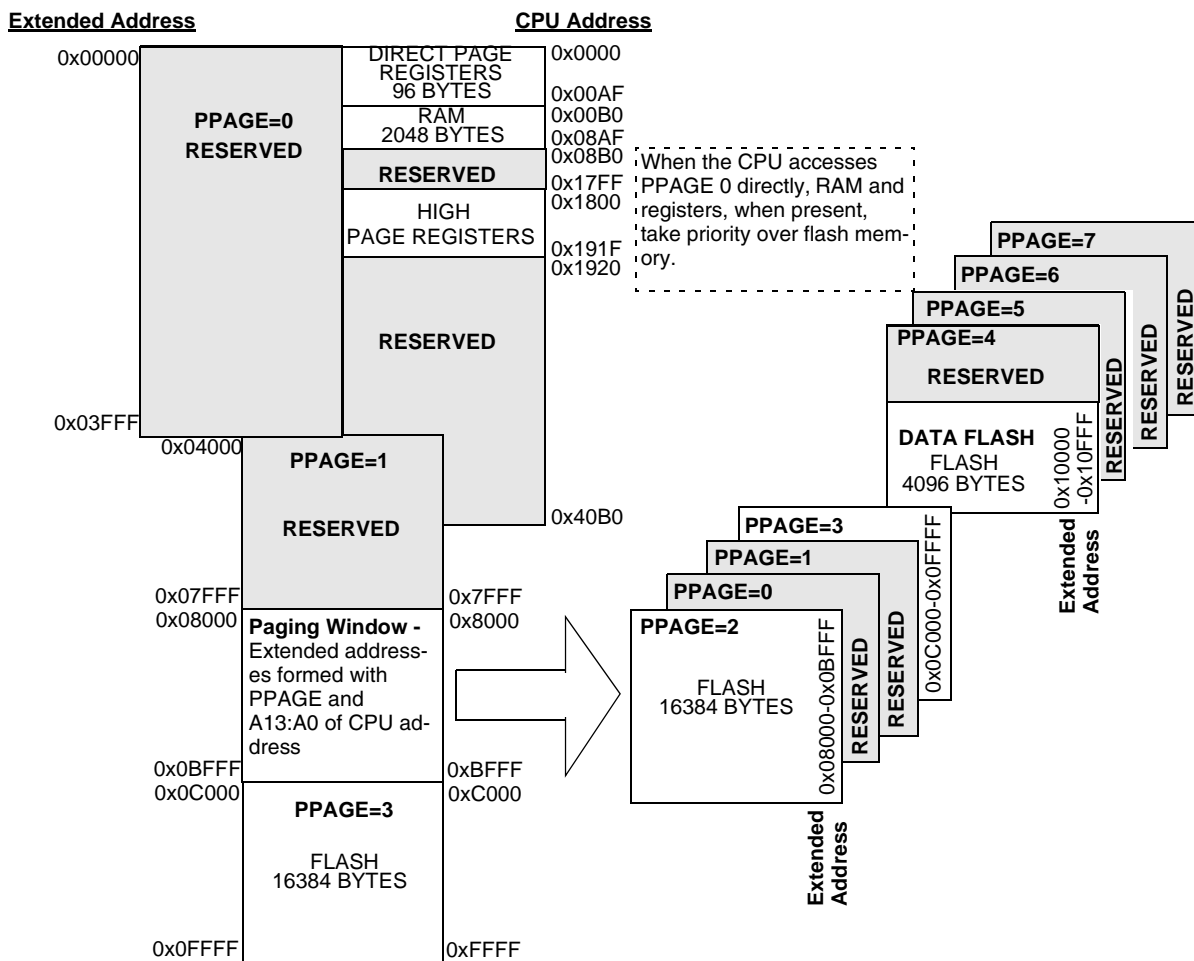 Extended Address
CPU Address
0x00000
PPAGE=0
RESERVED
0x03FFF
DIRECT PAGE
REGISTERS
96 BYTES
0x0000
0x00AF
RAM
2048 BYTES
0x00B0
0x08AF
RESERVED
0x08B0
0x17FF
HIGH
PAGE REGISTERS
0x1800
0x191F
0x1920
RESERVED
0x40B0
When the CPU accesses
PPAGE 0 directly, RAM and
registers, when present,
take priority over flash mem-
ory.
0x04000
PPAGE=1
RESERVED
0x07FFF
0x7FFF
0x08000
0x8000
Paging Window -
Extended address-
es formed with
PPAGE and
A13:A0 of CPU ad-
dress
0x0BFFF
0xBFFF
0x0C000
0xC000
PPAGE=3
FLASH
16384 BYTES
0x0FFFF
0xFFFF
PPAGE=7
RESERVED
PPAGE=6
RESERVED
PPAGE=5
RESERVED
PPAGE=4
RESERVED
DATA FLASH
FLASH
4096 BYTES
0x10000
-0x10FFF
Extended
Address
PPAGE=3
0x0C000-0x0FFFF
PPAGE=1
RESERVED
PPAGE=0
RESERVED
PPAGE=2
FLASH
16384 BYTES
0x08000-0x0BFFF
Extended
Address